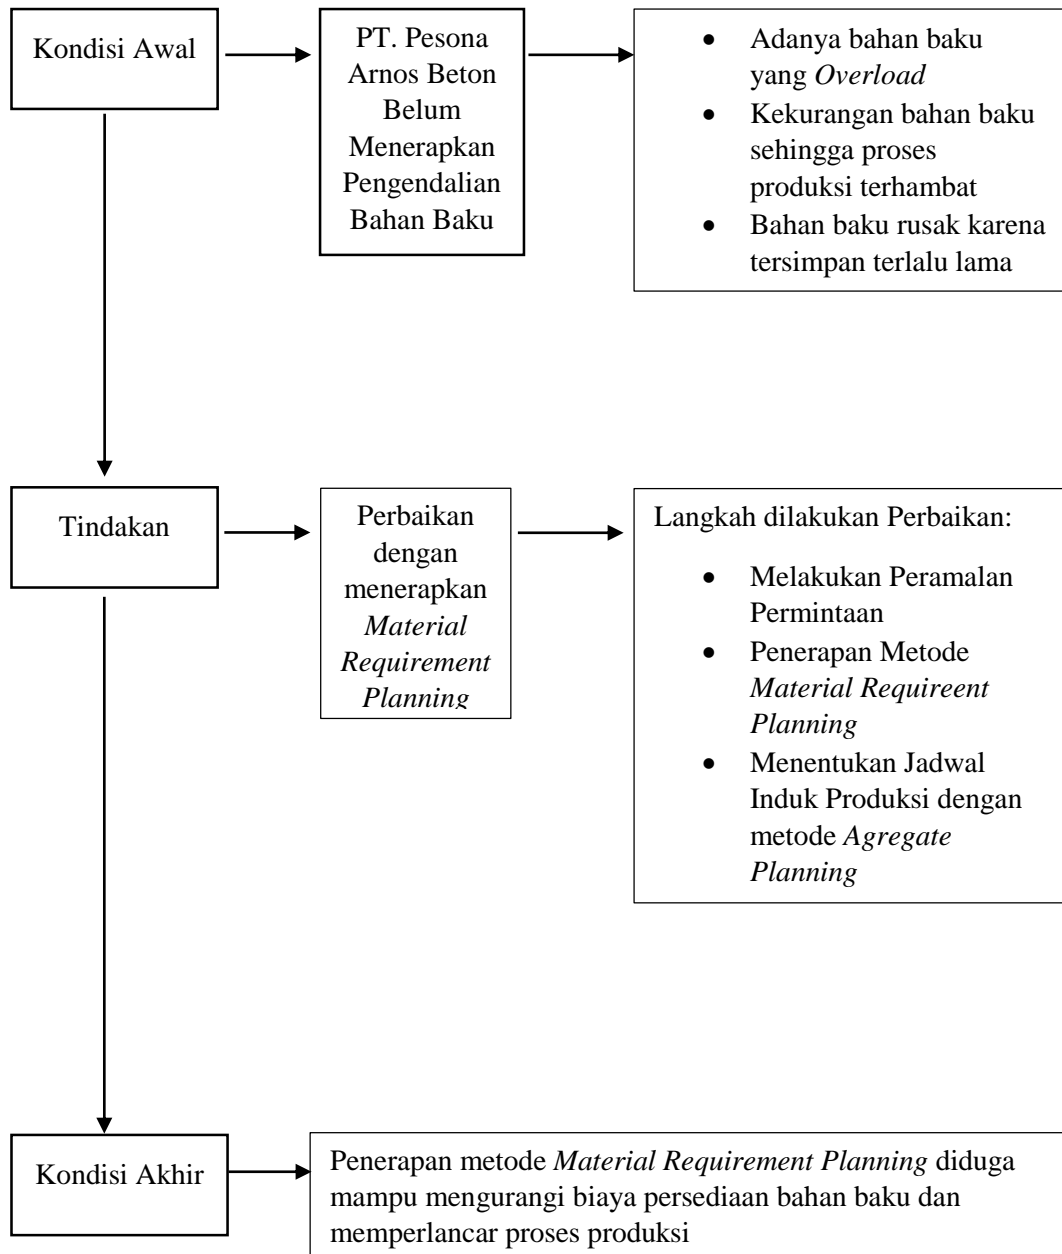 Kondisi Awal
PT. Pesona
Arnos Beton
Belum
Menerapkan
Pengendalian
Bahan Baku
• Adanya bahan baku
yang Overload
• Kekurangan bahan baku
sehingga proses
produksi terhambat
• Bahan baku rusak karena
tersimpan terlalu lama
Tindakan
Perbaikan
dengan
menerapkan
Material
Requirement
Planning
Langkah dilakukan Perbaikan:
• Melakukan Peramalan
Permintaan
• Penerapan Metode
Material Requireent
Planning
• Menentukan Jadwal
Induk Produksi dengan
metode Agregate
Planning
Kondisi Akhir
Penerapan metode Material Requirement Planning diduga
mampu mengurangi biaya persediaan bahan baku dan
memperlancar proses produksi